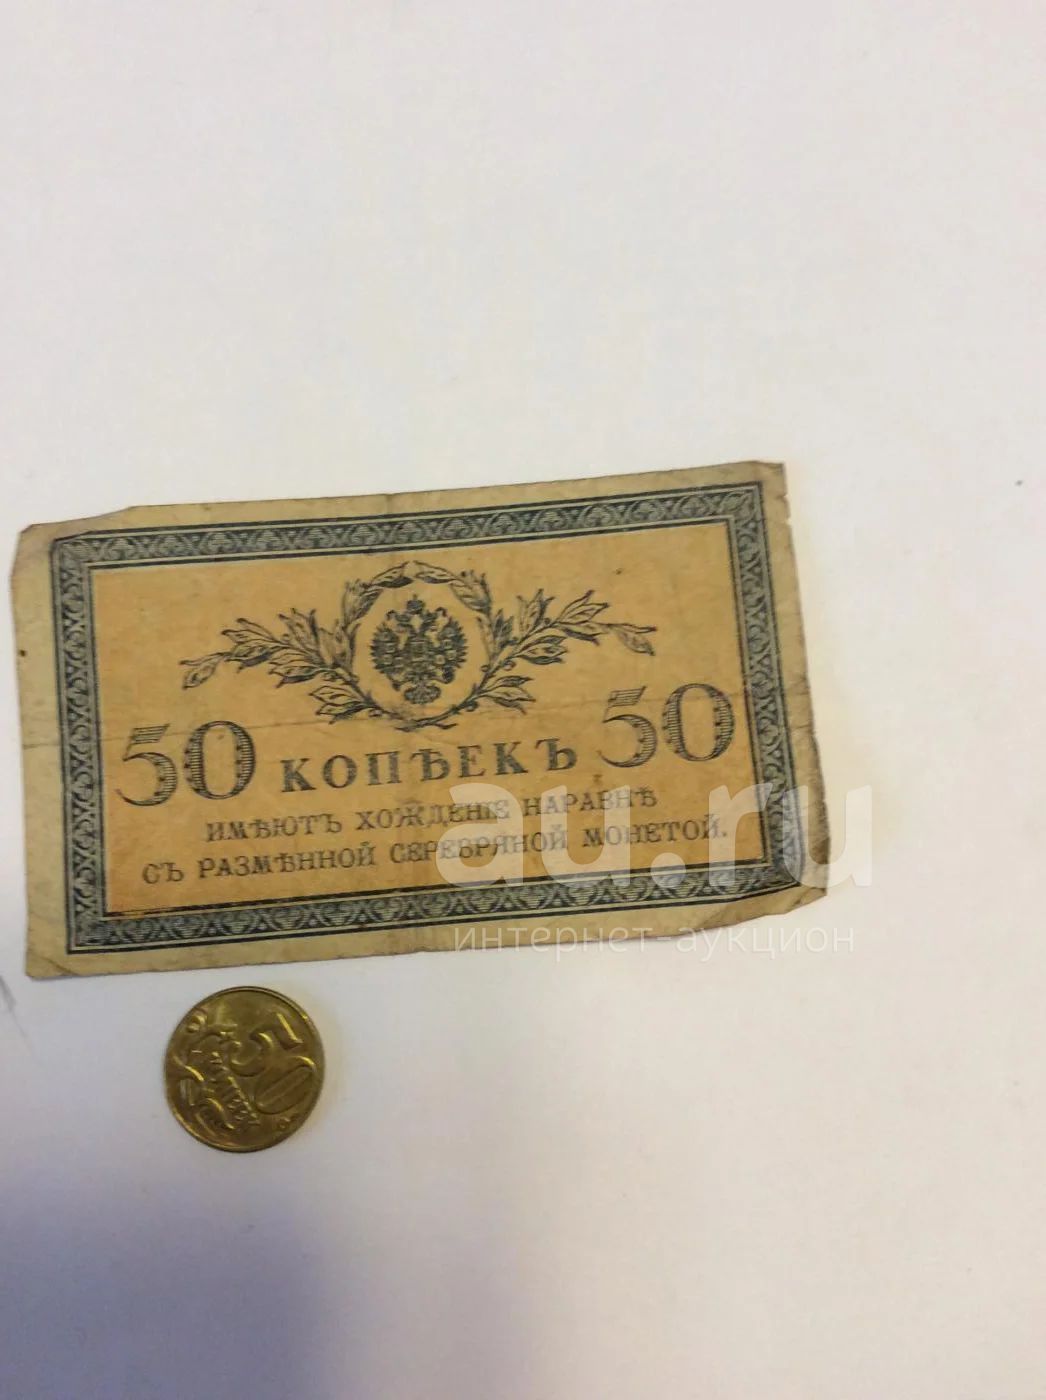 50 КОПѢЕКЪ 50
ИМѢЮТЪ ХОЖДЕНІЕ НАРАВНѢ
СЪ РАЗМѢННОЙ СЕРЕБРЯНОЙ МОНЕТОЙ.
au.ru
интернет-аукцион
50